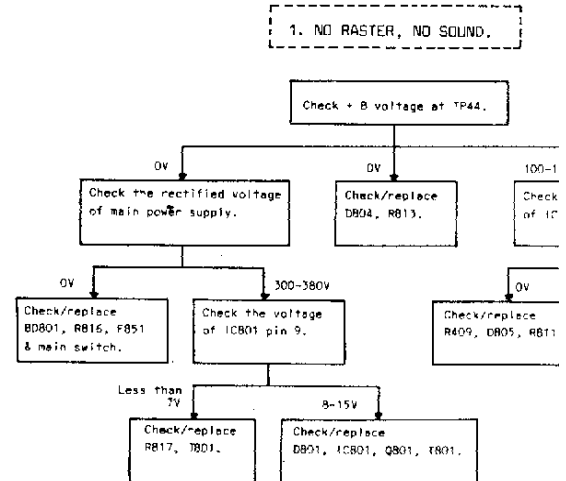 1. NO RASTER, NO SOUND.
Check + B voltage at TP44.
0V
0V
100-1
Check the rectified voltage
of main power supply.
Check/replace
D804, R813.
Check
of IC
0V
300-380V
0V
Check/replace
BD801, R816, F851
& main switch.
Check the voltage
of IC801 pin 9.
Check/replace
R409, D805, R811
Less than
7V
8-15V
Check/replace
R817, T801.
Check/replace
D801, IC801, Q801, T801.